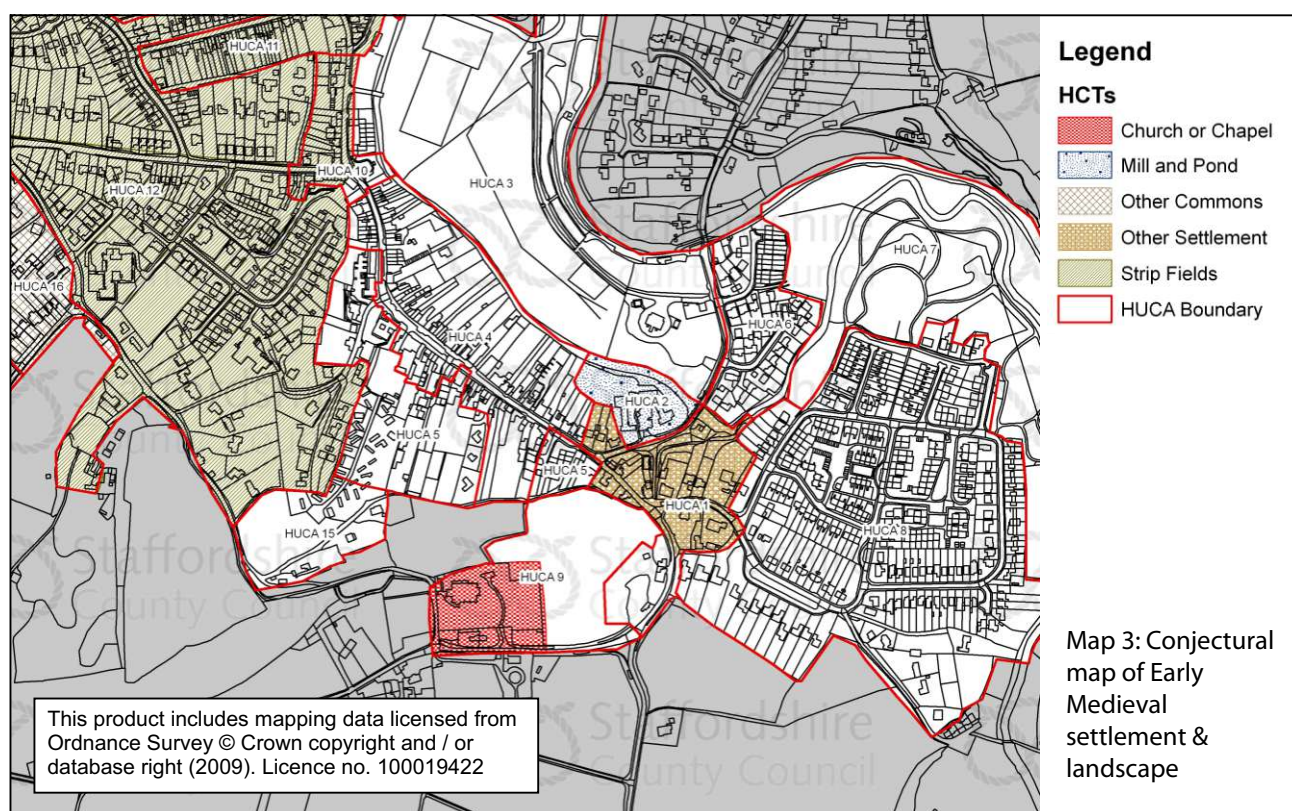 HUCA 11
HUCA 10
HUCA 12
HUCA 3
HUCA 7
HUCA 16
HUCA 4
HUCA 6
HUCA 2
HUCA 5
HUCA 5
HUCA 1
HUCA 8
HUCA 15
HUCA 9
Staffordshire
County Council
This product includes mapping data licensed from
Ordnance Survey © Crown copyright and / or
database right (2009). Licence no. 100019422
Legend
HCTs
Church or Chapel
Mill and Pond
Other Commons
Other Settlement
Strip Fields
HUCA Boundary
Map 3: Conjectural
map of Early
Medieval
settlement &
landscape